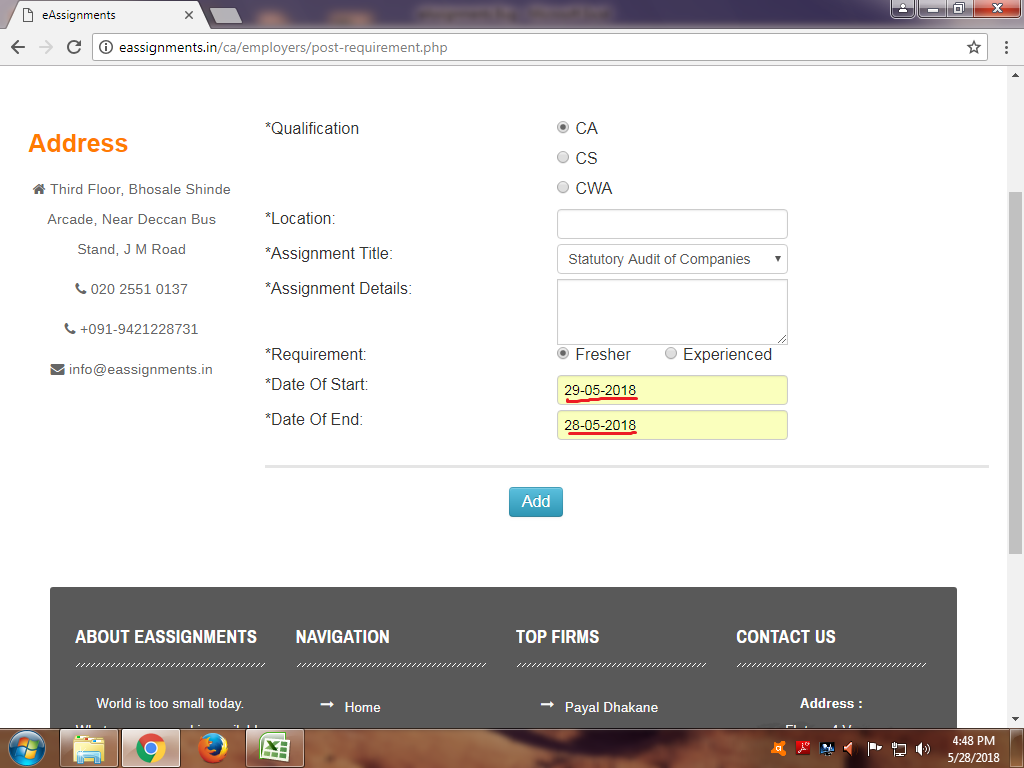 eAssignments
eassignments.in/ca/employers/post-requirement.php
Address
Third Floor, Bhosale Shinde
Arcade, Near Deccan Bus
Stand, J M Road
020 2551 0137
+091-9421228731
info@eassignments.in
*Qualification
CA
CS
CWA
*Location:
*Assignment Title:
Statutory Audit of Companies
*Assignment Details:
*Requirement:
Fresher
Experienced
*Date Of Start:
29-05-2018
*Date Of End:
28-05-2018
Add
ABOUT EASSIGNMENTS
World is too small today.
NAVIGATION
Home
TOP FIRMS
Payal Dhakane
CONTACT US
Address :
4:48 PM
5/28/2018